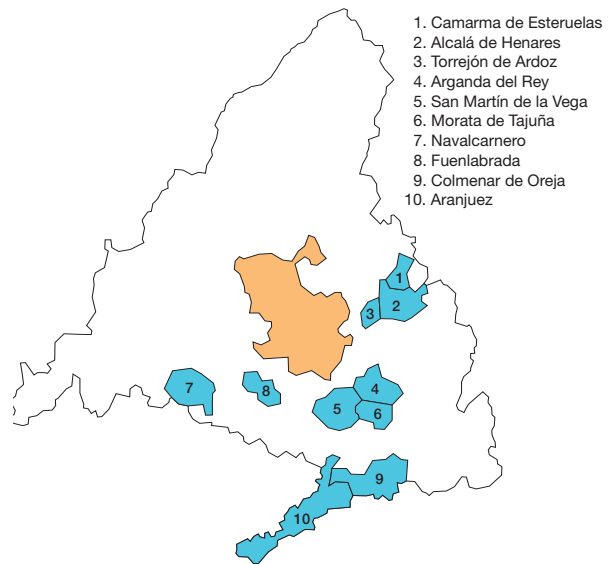 1. Camarma de Esteruelas
2. Alcalá de Henares
3. Torrejón de Ardoz
4. Arganda del Rey
5. San Martín de la Vega
6. Morata de Tajuña
7. Navalcarnero
8. Fuenlabrada
9. Colmenar de Oreja
10. Aranjuez
1
2
3
4
7
8
5
6
9
10